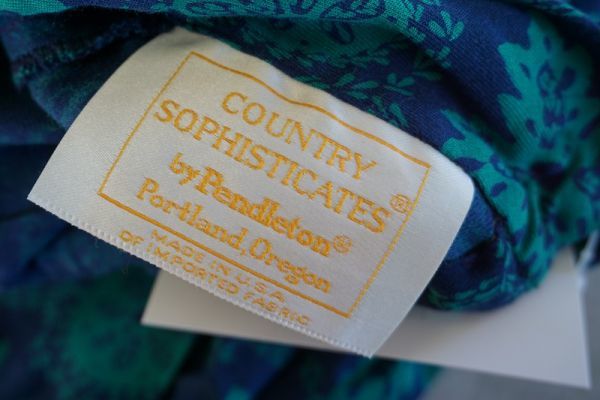 COUNTRY
SOPHISTICATES®
by Pendleton®
Portland, Oregon
MADE IN U.S.A.
OF IMPORTED FABRIC